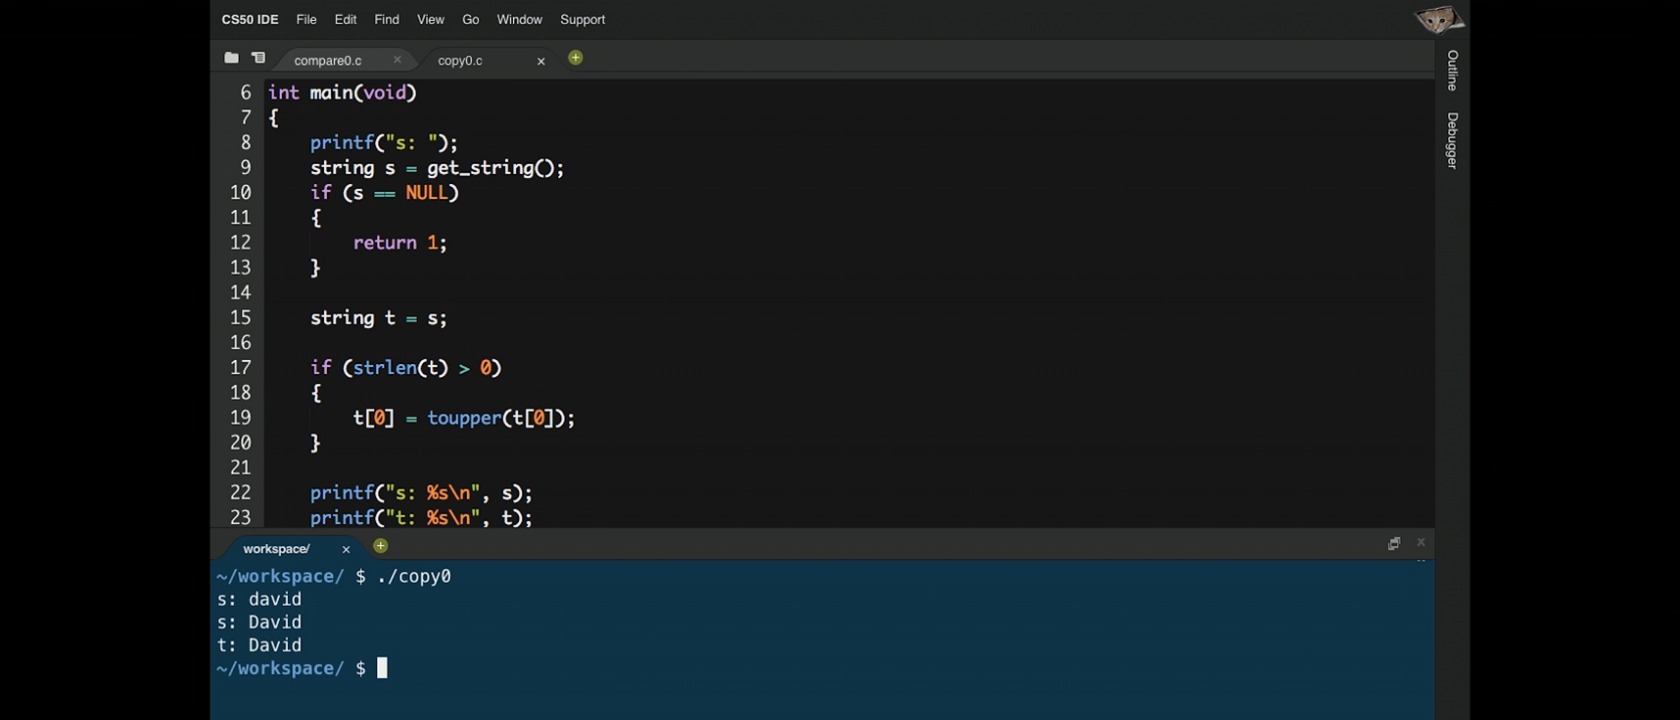 CS50 IDE File Edit Find View Go Window Support
compare0.c × copy0.c ×
Outline
Debugger
6 int main(void)
7 {
8 printf("s: ");
9 string s = get_string();
10 if (s == NULL)
11 {
12 return 1;
13 }
14
15 string t = s;
16
17 if (strlen(t) > 0)
18 {
19 t[0] = toupper(t[0]);
20 }
21
22 printf("s: %s\n", s);
23 printf("t: %s\n", t);
workspace/ ×
~/workspace/ $ ./copy0
s: david
s: David
t: David
~/workspace/ $